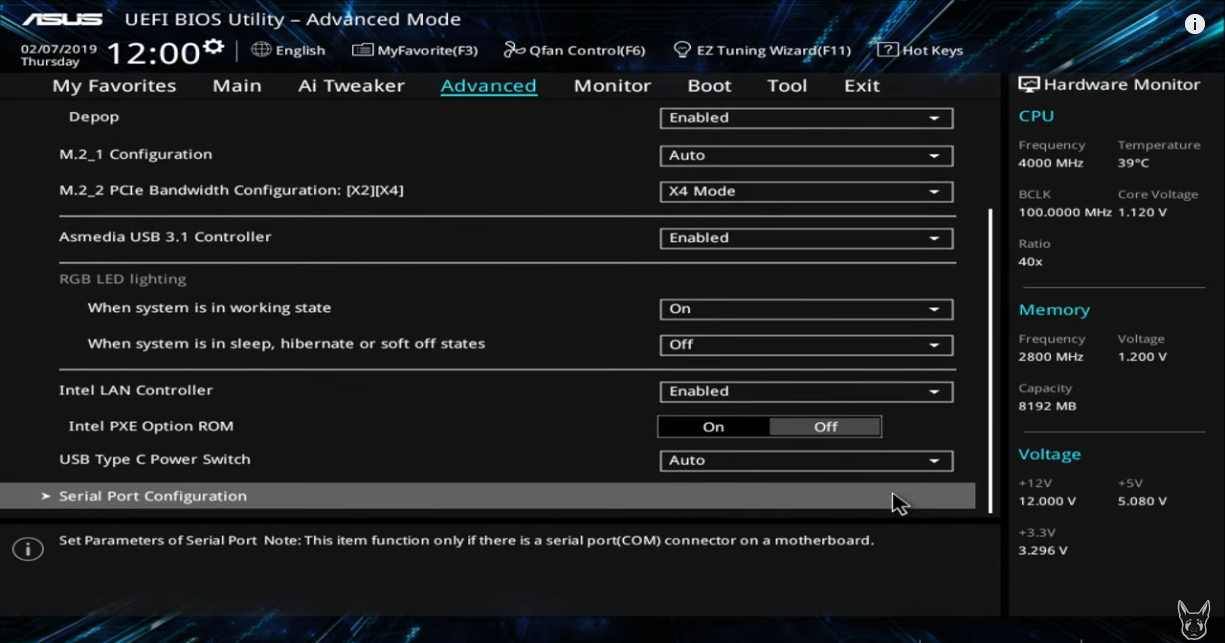 ASUS UEFI BIOS Utility – Advanced Mode
02/07/2019
Thursday
12:00
English
MyFavorite(F3)
Qfan Control(F6)
EZ Tuning Wizard(F11)
? Hot Keys
My Favorites Main Ai Tweaker Advanced Monitor Boot Tool Exit
Depop Enabled
M.2_1 Configuration Auto
M.2_2 PCIe Bandwidth Configuration: [X2][X4] X4 Mode
Asmedia USB 3.1 Controller Enabled
RGB LED lighting
When system is in working state On
When system is in sleep, hibernate or soft off states Off
Intel LAN Controller Enabled
Intel PXE Option ROM On Off
USB Type C Power Switch Auto
Serial Port Configuration
Set Parameters of Serial Port Note: This item function only if there is a serial port(COM) connector on a motherboard.
Hardware Monitor
CPU
Frequency Temperature
4000 MHz 39°C
BCLK Core Voltage
100.0000 MHz 1.120 V
Ratio
40x
Memory
Frequency Voltage
2800 MHz 1.200 V
Capacity
8192 MB
Voltage
+12V +5V
12.000 V 5.080 V
+3.3V
3.296 V